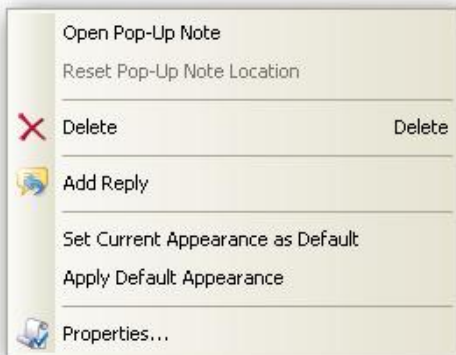 Open Pop-Up Note
Reset Pop-Up Note Location
Delete Delete
Add Reply
Set Current Appearance as Default
Apply Default Appearance
Properties...